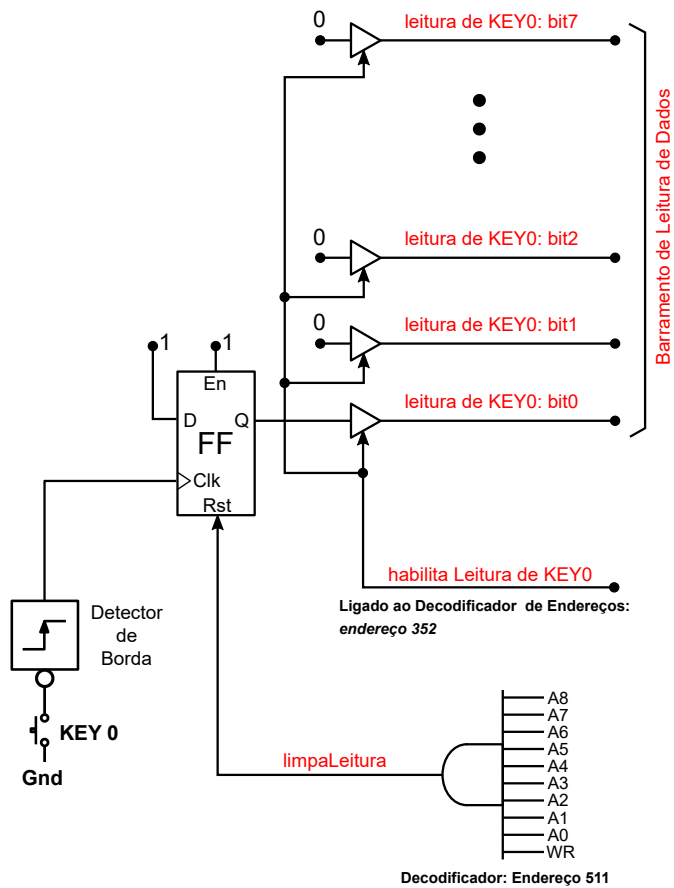 0
leitura de KEY0: bit7
Barramento de Leitura de Dados
0
leitura de KEY0: bit2
0
leitura de KEY0: bit1
1
1
En
D
Q
FF
Clk
Rst
leitura de KEY0: bit0
habilita Leitura de KEY0
Ligado ao Decodificador de Endereços:
endereço 352
Detector
de
Borda
KEY 0
Gnd
limpaLeitura
A8
A7
A6
A5
A4
A3
A2
A1
A0
WR
Decodificador: Endereço 511